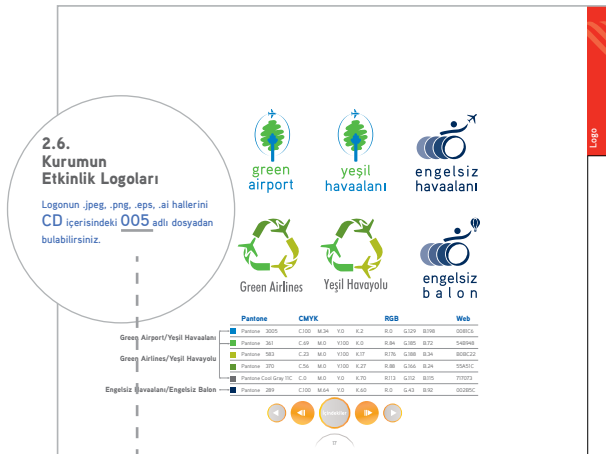 Logo
2.6.
Kurumun
Etkinlik Logoları
Logonun .jpeg, .png, .eps, .ai hallerini
CD içerisindeki 005 adlı dosyadan
bulabilirsiniz.
green
airport
yeşil
havaalanı
engelsiz
havaalanı
Green Airlines
Yeşil Havayolu
engelsiz
balon
Pantone CMYK RGB Web
Green Airport/Yeşil Havaalanı
Green Airlines/Yeşil Havayolu
Engelsiz Havaalanı/Engelsiz Balon
Pantone 3005 C.100 M.34 Y.0 K.2 R.0 G.129 B.198 0081C6
Pantone 361 C.69 M.0 Y.100 K.0 R.84 G.185 B.72 54B948
Pantone 583 C.23 M.0 Y.100 K.17 R.176 G.188 B.34 B0BC22
Pantone 370 C.56 M.0 Y.100 K.27 R.88 G.166 B.24
Pantone Cool Gray 11C C.0 M.0 Y.0 K.70 R.113 G.112 B.115 717073
Pantone 289 C.100 M.64 Y.0 K.60 R.0 G.43 B.92 002B5C
17